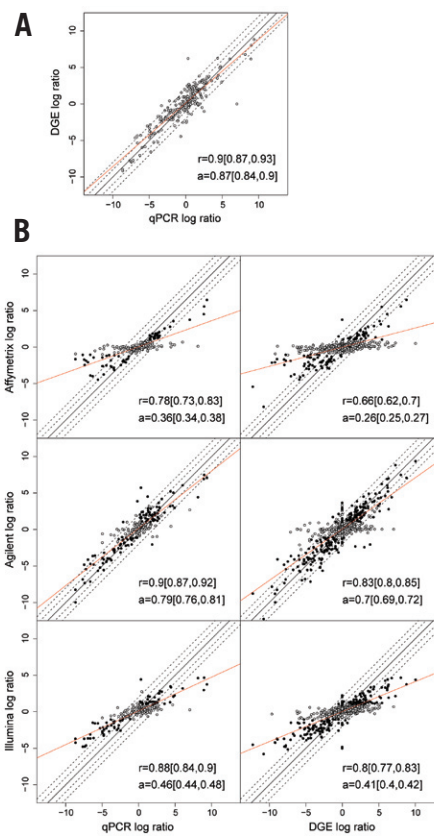 A
10
5
0
−5
−10
DGE log ratio
r=0.9[0.87,0.93]
a=0.87[0.84,0.9]
−10 −5 0 5 10
qPCR log ratio
B
10
5
0
−5
−10
Affymetrix log ratio
r=0.78[0.73,0.83]
a=0.36[0.34,0.38]
r=0.66[0.62,0.7]
a=0.26[0.25,0.27]
10
5
0
−5
−10
Agilent log ratio
r=0.9[0.87,0.92]
a=0.79[0.76,0.81]
r=0.83[0.8,0.85]
a=0.7[0.69,0.72]
10
5
0
−5
−10
Illumina log ratio
r=0.88[0.84,0.9]
a=0.46[0.44,0.48]
r=0.8[0.77,0.83]
a=0.41[0.4,0.42]
−10 −5 0 5 10
−10 −5 0 5 10
qPCR log ratio
DGE log ratio